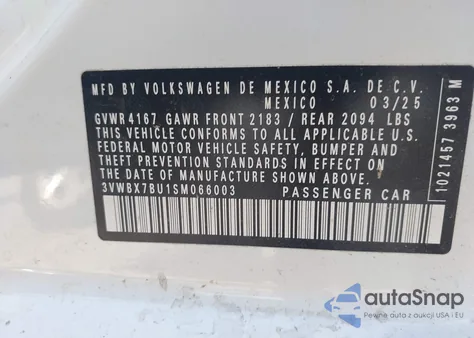 MFD BY VOLKSWAGEN DE MEXICO S.A. DE C.V.
MEXICO 03/25
GVWR 4167 GAWR FRONT 2183 / REAR 2094 LBS
THIS VEHICLE CONFORMS TO ALL APPLICABLE U.S.
FEDERAL MOTOR VEHICLE SAFETY, BUMPER AND
THEFT PREVENTION STANDARDS IN EFFECT ON
THE DATE OF MANUFACTURE SHOWN ABOVE.
3VWBX7BU1SM066003 PASSENGER CAR
1021457 3963 M
autoSnap
Pewne auta z aukcji USA i EU